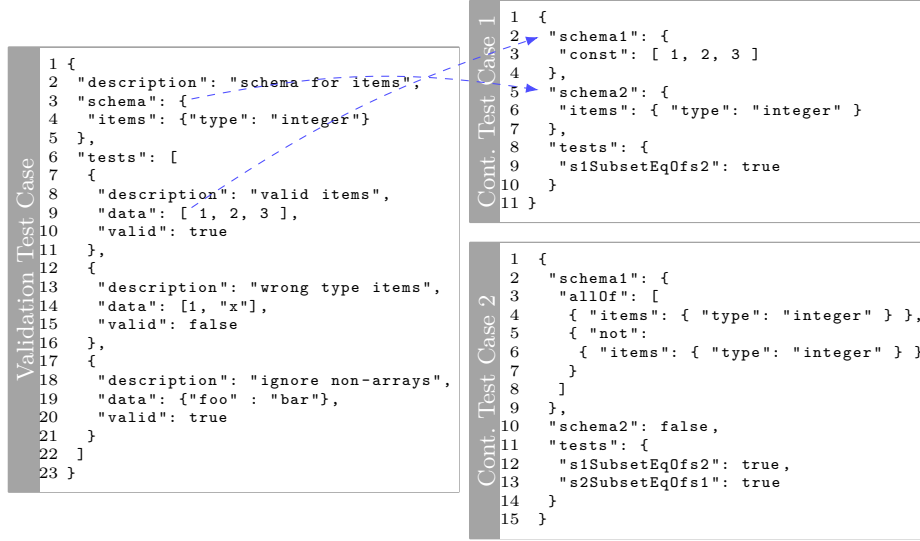 Validation Test Case
1 {
2 "description": "schema for items",
3 "schema": {
4 "items": {"type": "integer"}
5 },
6 "tests": [
7 {
8 "description": "valid items",
9 "data": [ 1, 2, 3 ],
10 "valid": true
11 },
12 {
13 "description": "wrong type items",
14 "data": [1, "x"],
15 "valid": false
16 },
17 {
18 "description": "ignore non-arrays",
19 "data": {"foo" : "bar"},
20 "valid": true
21 }
22 ]
23 }
Cont. Test Case 1
1 {
2 "schema1": {
3 "const": [ 1, 2, 3 ]
4 },
5 "schema2": {
6 "items": { "type": "integer" }
7 },
8 "tests": {
9 "s1SubsetEqOfs2": true
10 }
11 }
Cont. Test Case 2
1 {
2 "schema1": {
3 "allOf": [
4 { "items": { "type": "integer" } },
5 { "not":
6 { "items": { "type": "integer" } }
7 }
8 ]
9 },
10 "schema2": false,
11 "tests": {
12 "s1SubsetEqOfs2": true,
13 "s2SubsetEqOfs1": true
14 }
15 }